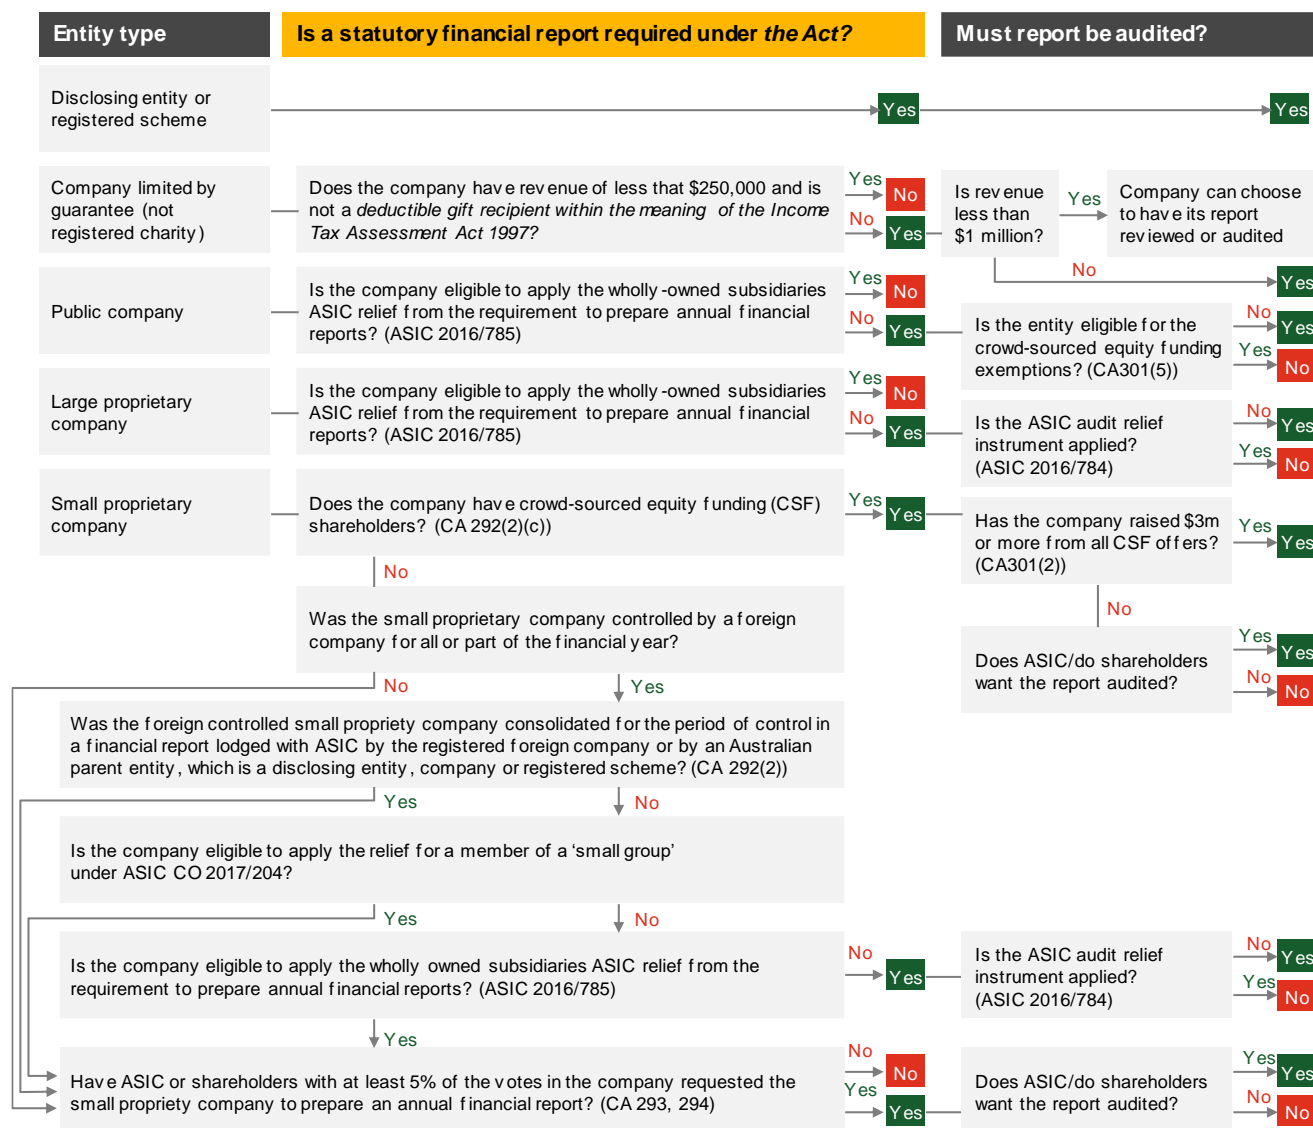 Entity type
Is a statutory financial report required under the Act?
Must report be audited?
Disclosing entity or
registered scheme
Yes
Yes
Company limited by
guarantee (not
registered charity)
Does the company have revenue of less that $250,000 and is
not a deductible gift recipient within the meaning of the Income
Tax Assessment Act 1997?
Yes
No
No
Yes
Is revenue
less than
$1 million?
Yes
Company can choose
to have its report
reviewed or audited
No
Yes
Public company
Is the company eligible to apply the wholly-owned subsidiaries
ASIC relief from the requirement to prepare annual financial
reports? (ASIC 2016/785)
Yes
No
No
Yes
Is the entity eligible for the
crowd-sourced equity funding
exemptions? (CA301(5))
No
Yes
Yes
No
Large proprietary
company
Is the company eligible to apply the wholly-owned subsidiaries
ASIC relief from the requirement to prepare annual financial
reports? (ASIC 2016/785)
Yes
No
No
Yes
Is the ASIC audit relief
instrument applied?
(ASIC 2016/784)
No
Yes
Yes
No
Small proprietary
company
Does the company have crowd-sourced equity funding (CSF)
shareholders? (CA 292(2)(c))
Yes
Yes
Has the company raised $3m
or more from all CSF offers?
(CA301(2))
Yes
Yes
No
No
Was the small proprietary company controlled by a foreign
company for all or part of the financial year?
Does ASIC/do shareholders
want the report audited?
Yes
Yes
No
No
No
Yes
Was the foreign controlled small propriety company consolidated for the period of control in
a financial report lodged with ASIC by the registered foreign company or by an Australian
parent entity, which is a disclosing entity, company or registered scheme? (CA 292(2))
Yes
No
Is the company eligible to apply the relief for a member of a ‘small group’
under ASIC CO 2017/204?
Yes
No
Is the company eligible to apply the wholly owned subsidiaries ASIC relief from the
requirement to prepare annual financial reports? (ASIC 2016/785)
No
Yes
Is the ASIC audit relief
instrument applied?
(ASIC 2016/784)
No
Yes
Yes
No
Yes
Have ASIC or shareholders with at least 5% of the votes in the company requested the
small propriety company to prepare an annual financial report? (CA 293, 294)
No
No
Yes
Yes
Does ASIC/do shareholders
want the report audited?
Yes
Yes
No
No